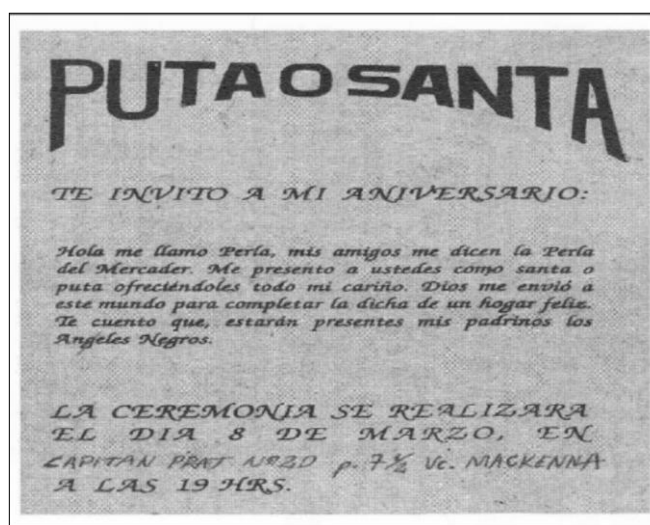 PUTA O SANTA
TE INVITO A MI ANIVERSARIO:
Hola me llamo Perla, mis amigos me dicen la Perla
del Mercader. Me presento a ustedes como santa o
puta ofreciéndoles todo mi cariño. Dios me envió a
este mundo para completar la dicha de un hogar feliz.
Te cuento que, estarán presentes mis padrinos los
Angeles Negros.
LA CEREMONIA SE REALIZARA
EL DIA 8 DE MARZO, EN
CAPITAN PRAT Nº20 p. 7½ Vc. MACKENNA
A LAS 19 HRS.